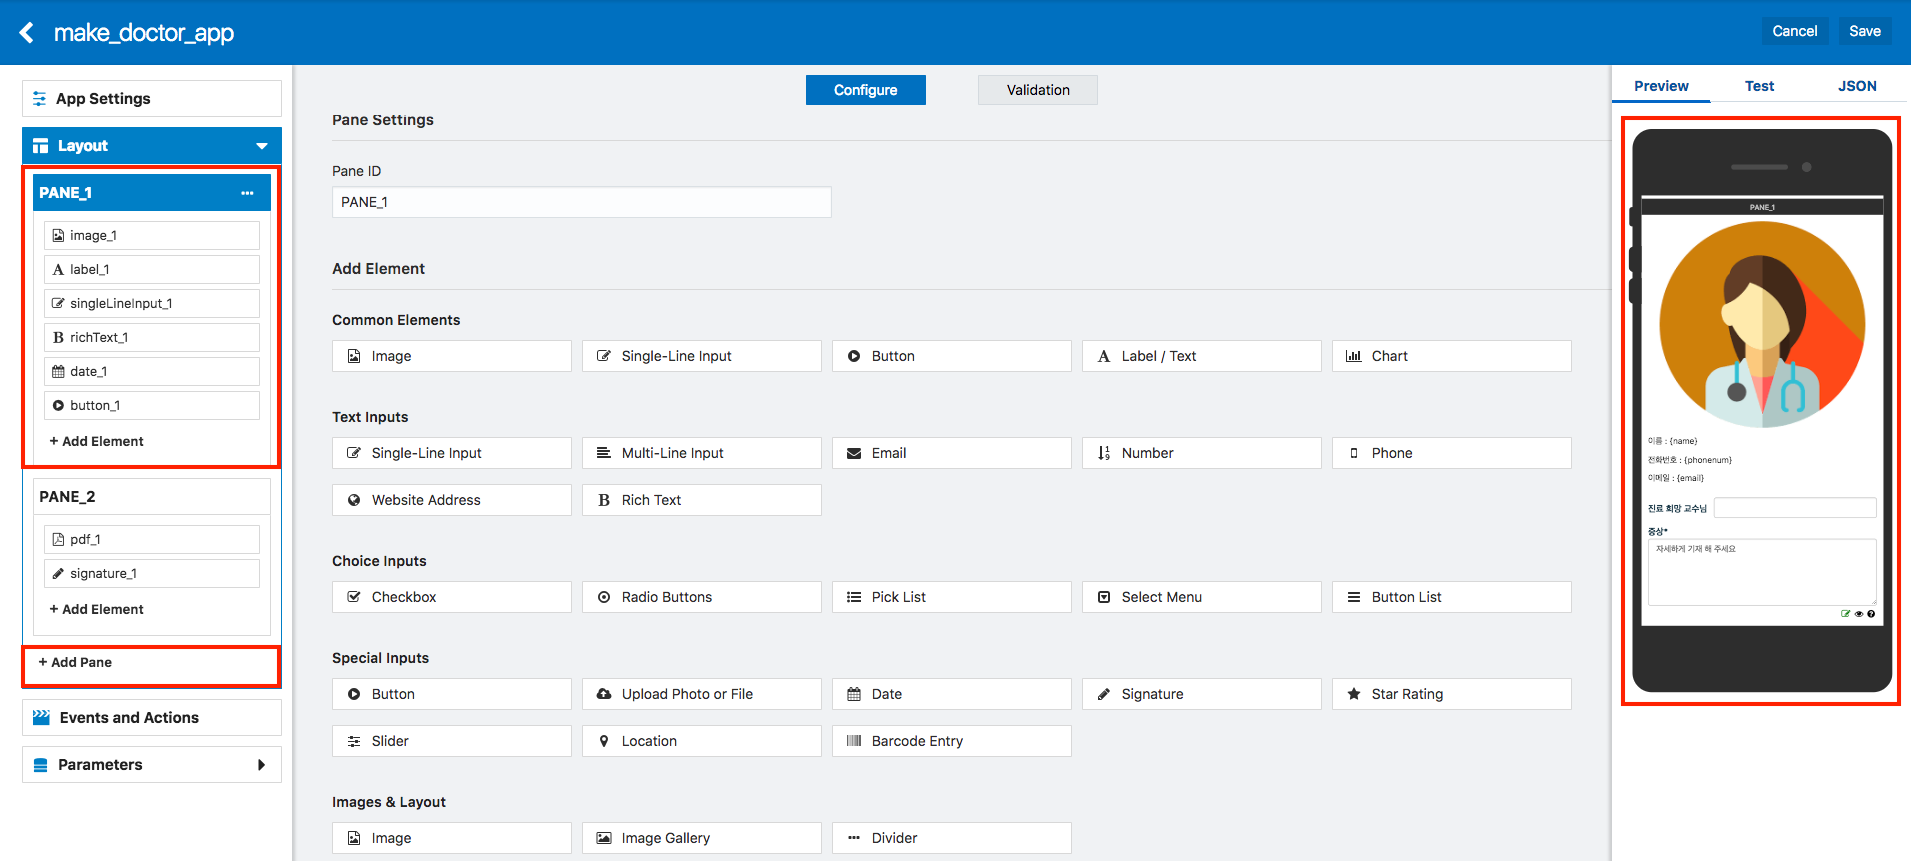 make_doctor_app
Cancel
Save
App Settings
Layout
PANE_1
image_1
label_1
singleLineInput_1
richText_1
date_1
button_1
+ Add Element
PANE_2
pdf_1
signature_1
+ Add Element
+ Add Pane
Events and Actions
Parameters
Configure
Validation
Pane Settings
Pane ID
PANE_1
Add Element
Common Elements
Image
Single-Line Input
Button
Label / Text
Chart
Text Inputs
Single-Line Input
Multi-Line Input
Email
Number
Phone
Website Address
Rich Text
Choice Inputs
Checkbox
Radio Buttons
Pick List
Select Menu
Button List
Special Inputs
Button
Upload Photo or File
Date
Signature
Star Rating
Slider
Location
Barcode Entry
Images & Layout
Image
Image Gallery
Divider
Preview
Test
JSON
PANE_1
이름 : {name}
전화번호 : {phonenum}
이메일 : {email}
진료 희망 교수님
증상*
자세하게 기재 해 주세요